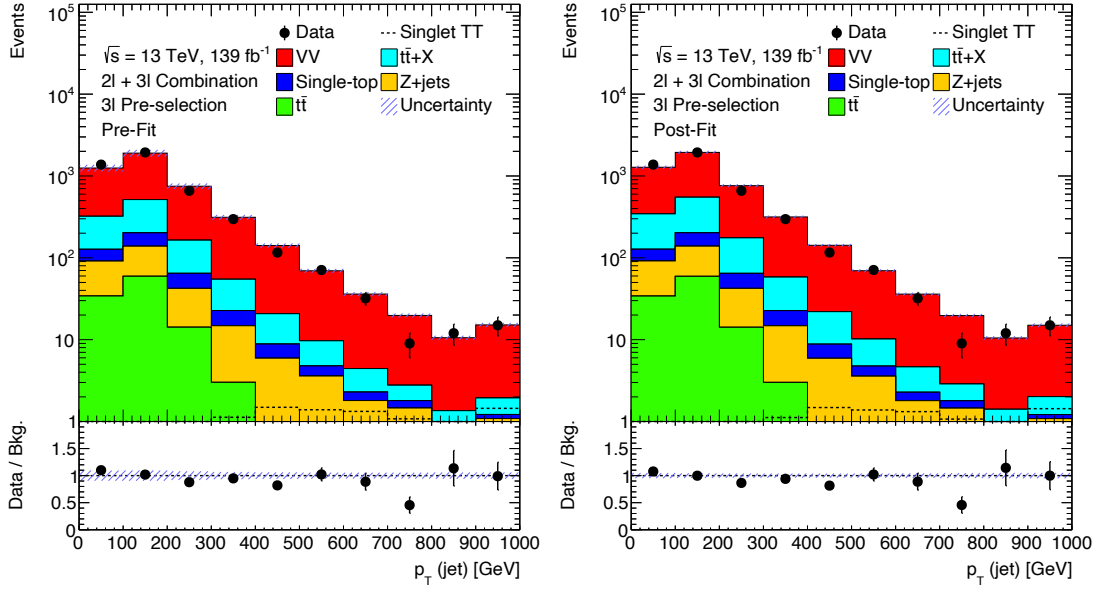 Events
10⁵
10⁴
10³
10²
10
1
√s = 13 TeV, 139 fb⁻¹
2l + 3l Combination
3l Pre-selection
Pre-Fit
Data
VV
Single-top
tt̄
Singlet TT
tt̄+X
Z+jets
Uncertainty
Data / Bkg.
1
1.5
1
0.5
0
0 100 200 300 400 500 600 700 800 900 1000
p_T (jet) [GeV]
Events
10⁵
10⁴
10³
10²
10
1
√s = 13 TeV, 139 fb⁻¹
2l + 3l Combination
3l Pre-selection
Post-Fit
Data
VV
Single-top
tt̄
Singlet TT
tt̄+X
Z+jets
Uncertainty
Data / Bkg.
1
1.5
1
0.5
0
0 100 200 300 400 500 600 700 800 900 1000
p_T (jet) [GeV]